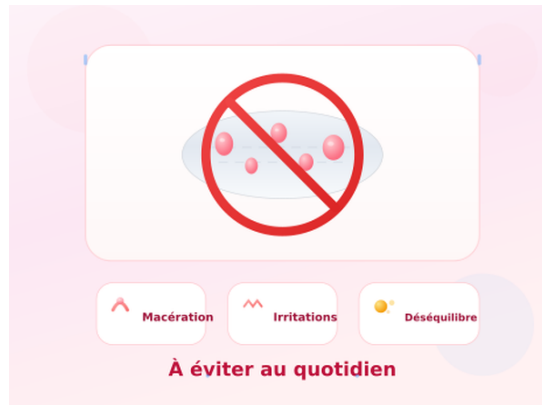 Macération
Irritations
Déséquilibre
À éviter au quotidien